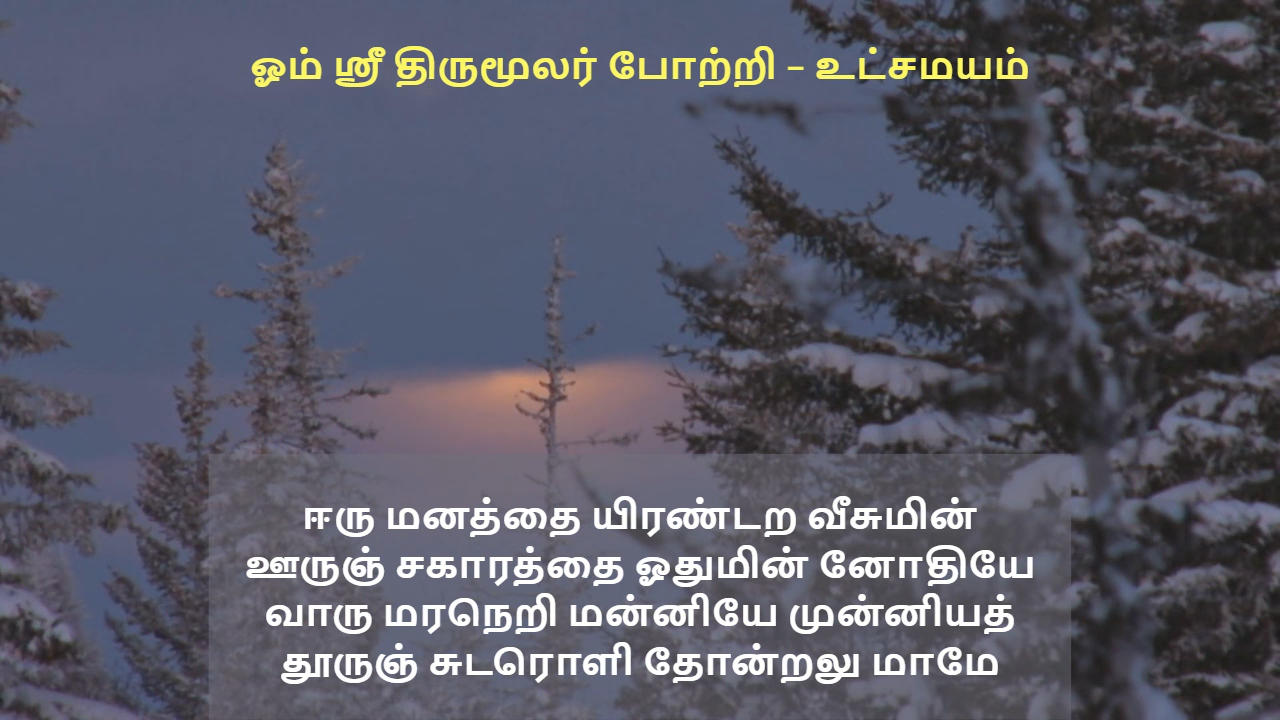 ஓம் ஸ்ரீ திருமூலர் போற்றி – உட்சமயம்
ஈரு மனத்தை யிரண்டற வீசுமின்
ஊருஞ் சகாரத்தை ஓதுமின் னோதியே
வாரு மரநெறி மன்னியே முன்னியத்
தூருஞ் சுடரொளி தோன்றலு மாமே